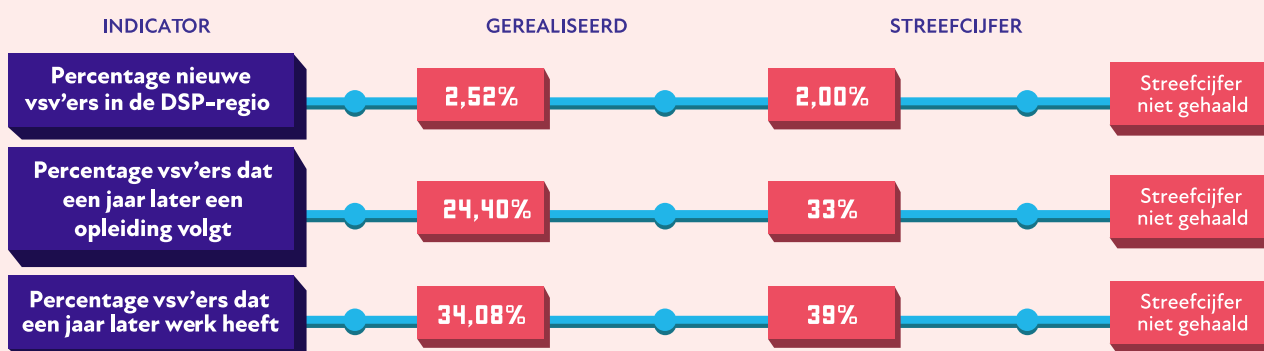 INDICATOR GEREALISEERD STREEFCIJFER
Percentage nieuwe
vsv'ers in de DSP-regio
2,52%
2,00%
Streefcijfer
niet gehaald
Percentage vsv'ers dat
een jaar later een
opleiding volgt
24,40%
33%
Streefcijfer
niet gehaald
Percentage vsv'ers dat
een jaar later werk heeft
34,08%
39%
Streefcijfer
niet gehaald